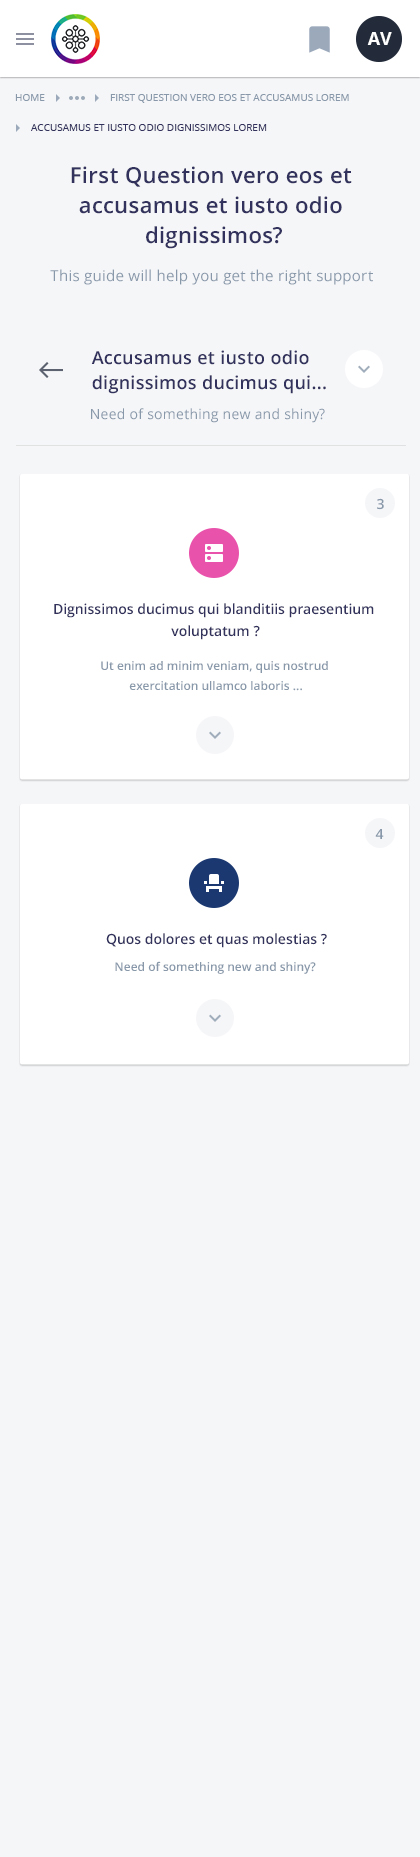 AV
HOME ••• FIRST QUESTION VERO EOS ET ACCUSAMUS LOREM
ACCUSAMUS ET IUSTO ODIO DIGNISSIMOS LOREM
First Question vero eos et
accusamus et iusto odio
dignissimos?
This guide will help you get the right support
Accusamus et iusto odio
dignissimos ducimus qui...
Need of something new and shiny?
3
Dignissimos ducimus qui blanditiis praesentium
voluptatum ?
Ut enim ad minim veniam, quis nostrud
exercitation ullamco laboris ...
4
Quos dolores et quas molestias ?
Need of something new and shiny?